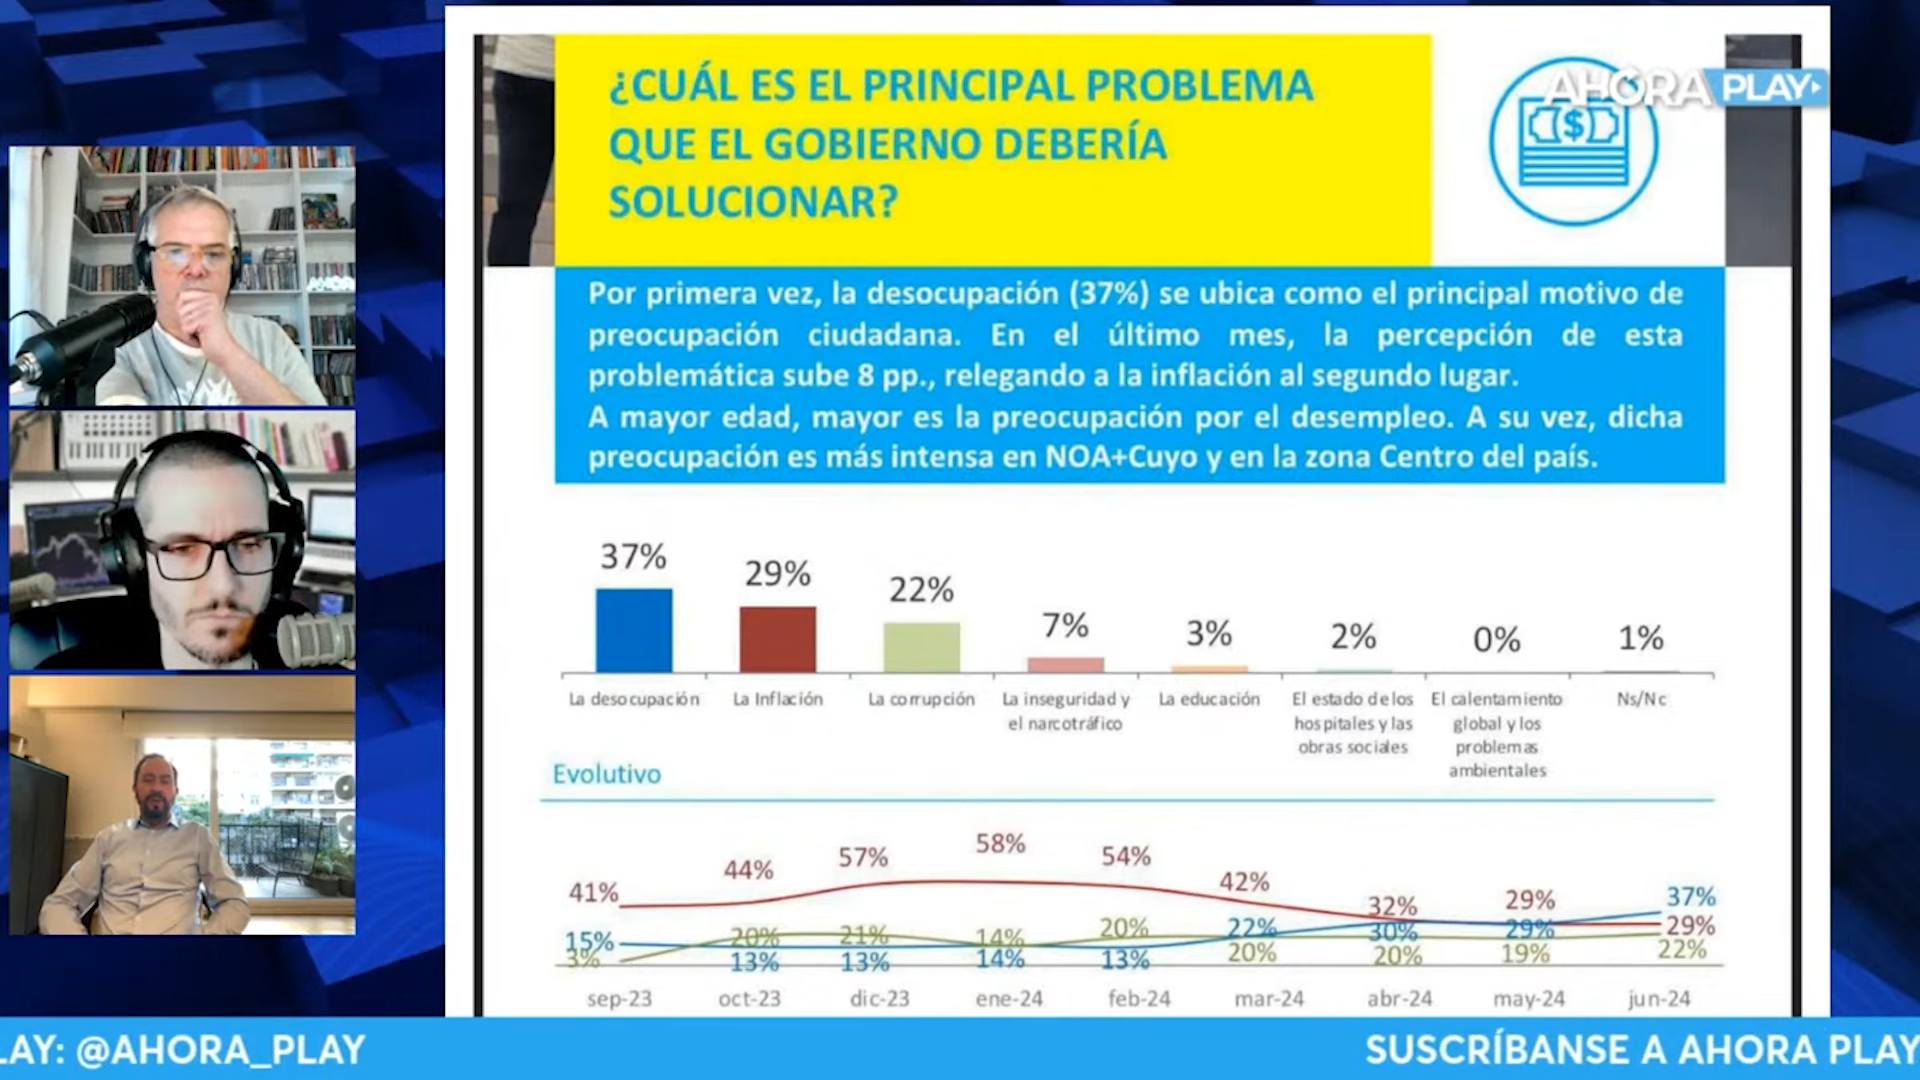 ¿CUÁL ES EL PRINCIPAL PROBLEMA
QUE EL GOBIERNO DEBERÍA
SOLUCIONAR?
AHORA PLAY
$
Por primera vez, la desocupación (37%) se ubica como el principal motivo de
preocupación ciudadana. En el último mes, la percepción de esta
problemática sube 8 pp., relegando a la inflación al segundo lugar.
A mayor edad, mayor es la preocupación por el desempleo. A su vez, dicha
preocupación es más intensa en NOA+Cuyo y en la zona Centro del país.
37% 29% 22% 7% 3% 2% 0% 1%
La desocupación La Inflación La corrupción La inseguridad y La educación El estado de los El calentamiento Ns/Nc
el narcotráfico hospitales y las global y los
obras sociales problemas
ambientales
Evolutivo
41% 44% 57% 58% 54% 42% 32% 29% 37%
15% 20% 21% 14% 20% 22% 30% 29% 29%
3% 13% 13% 14% 13% 20% 20% 19% 22%
sep-23 oct-23 dic-23 ene-24 feb-24 mar-24 abr-24 may-24 jun-24
LAY: @AHORA_PLAY SUSCRÍBANSE A AHORA PLAY